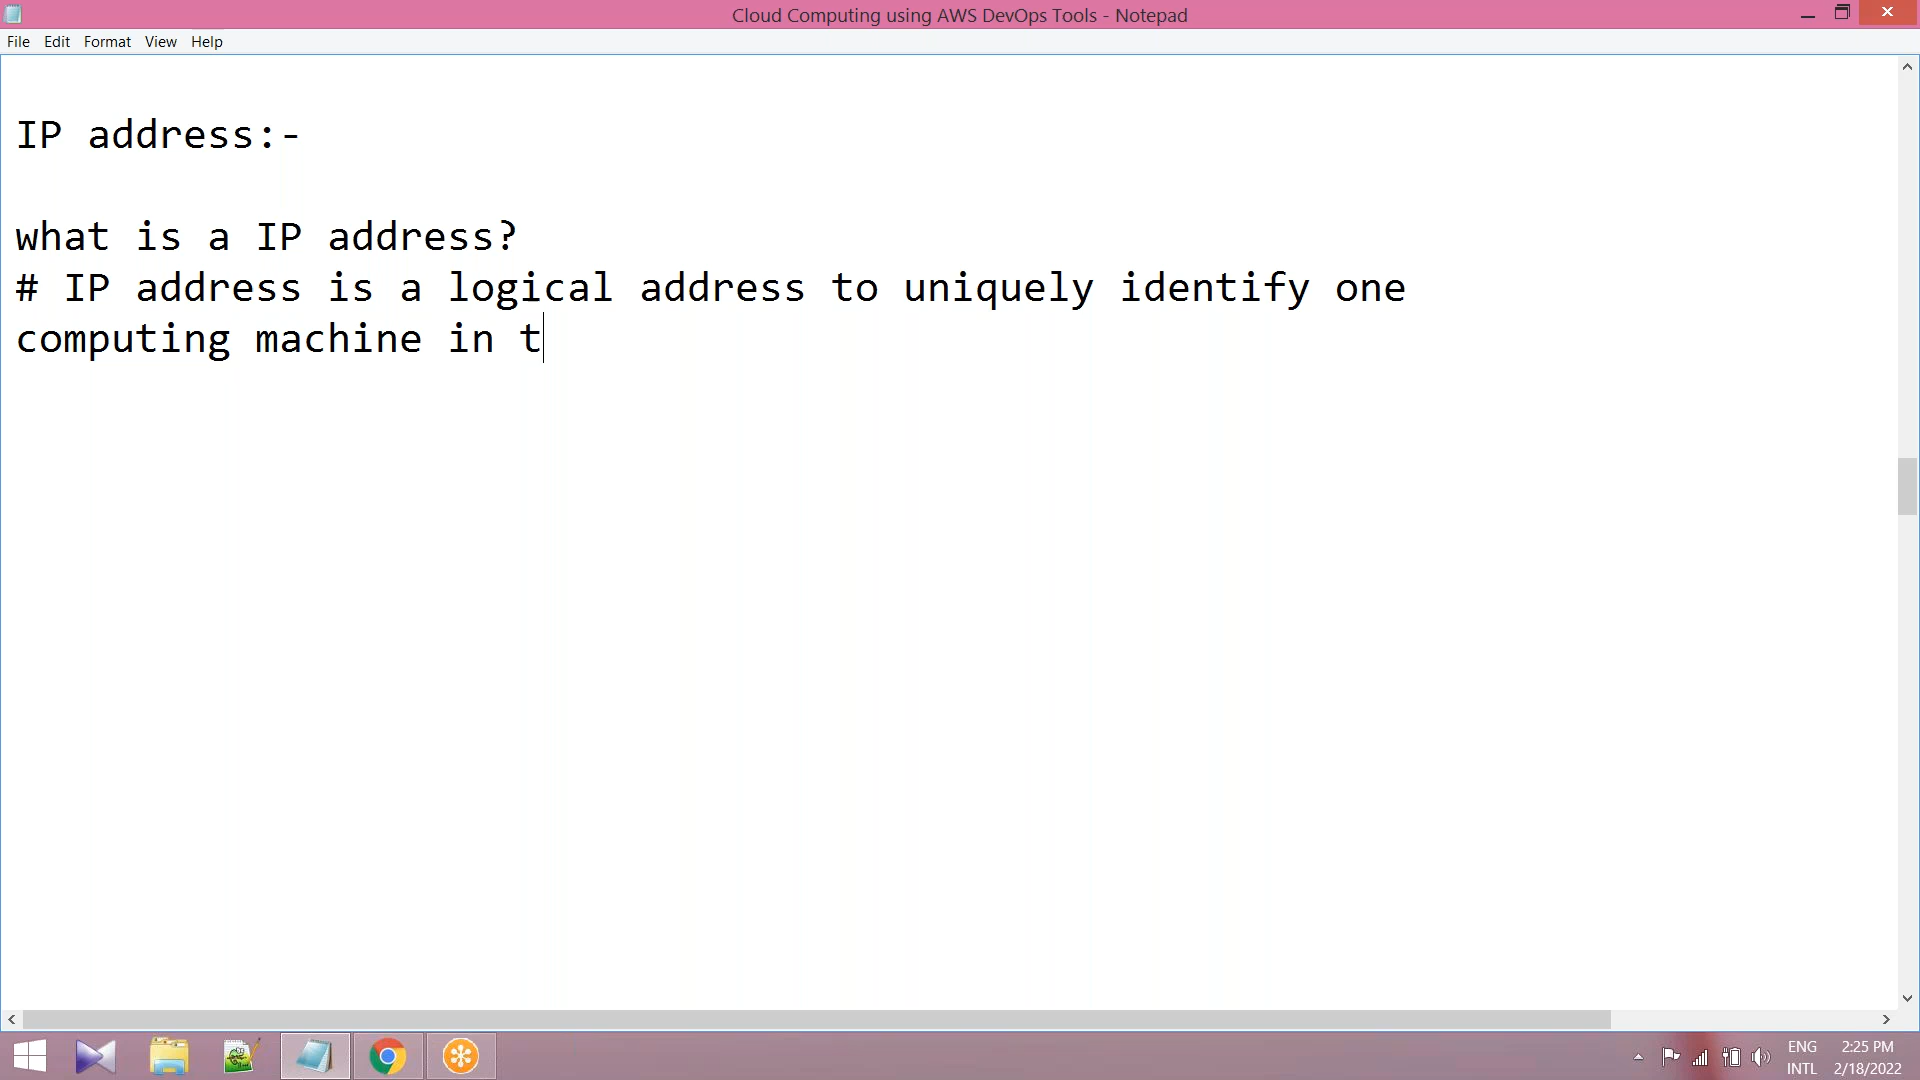 Cloud Computing using AWS DevOps Tools - Notepad
File Edit Format View Help
IP address:-
what is a IP address?
# IP address is a logical address to uniquely identify one
computing machine in t
ENG 2:25 PM
INTL 2/18/2022